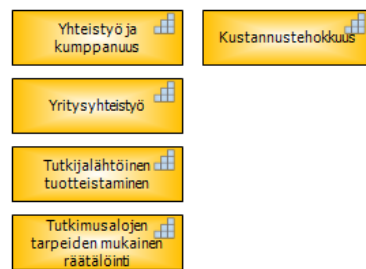 Yhteistyö ja
kumppanuus
Kustannustehokkuus
Yritysyhteistyö
Tutkijalähtöinen
tuotteistaminen
Tutkimusalojen
tarpeiden mukainen
räätälöinti